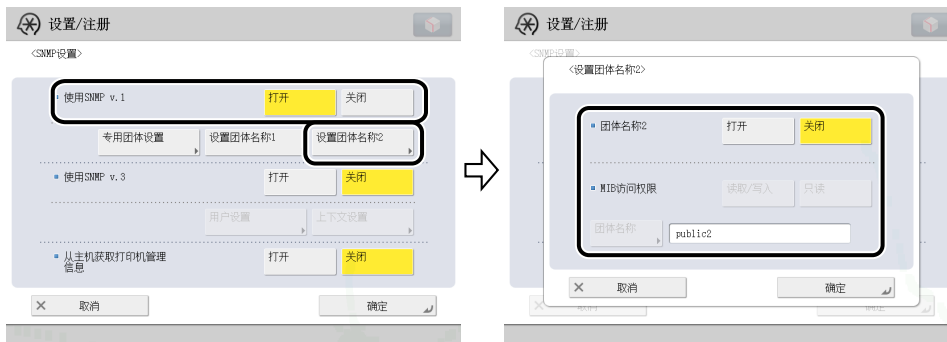 设置/注册
<SNMP设置>
使用SNMP v.1
打开
关闭
专用团体设置
设置团体名称1
设置团体名称2
使用SNMP v.3
打开
关闭
用户设置
上下文设置
从主机获取打印机管理
信息
打开
关闭
取消
确定
设置/注册
<SNMP设置>
<设置团体名称2>
团体名称2
打开
关闭
MIB访问权限
读取/写入
只读
团体名称
public2
取消
确定
取消
确定